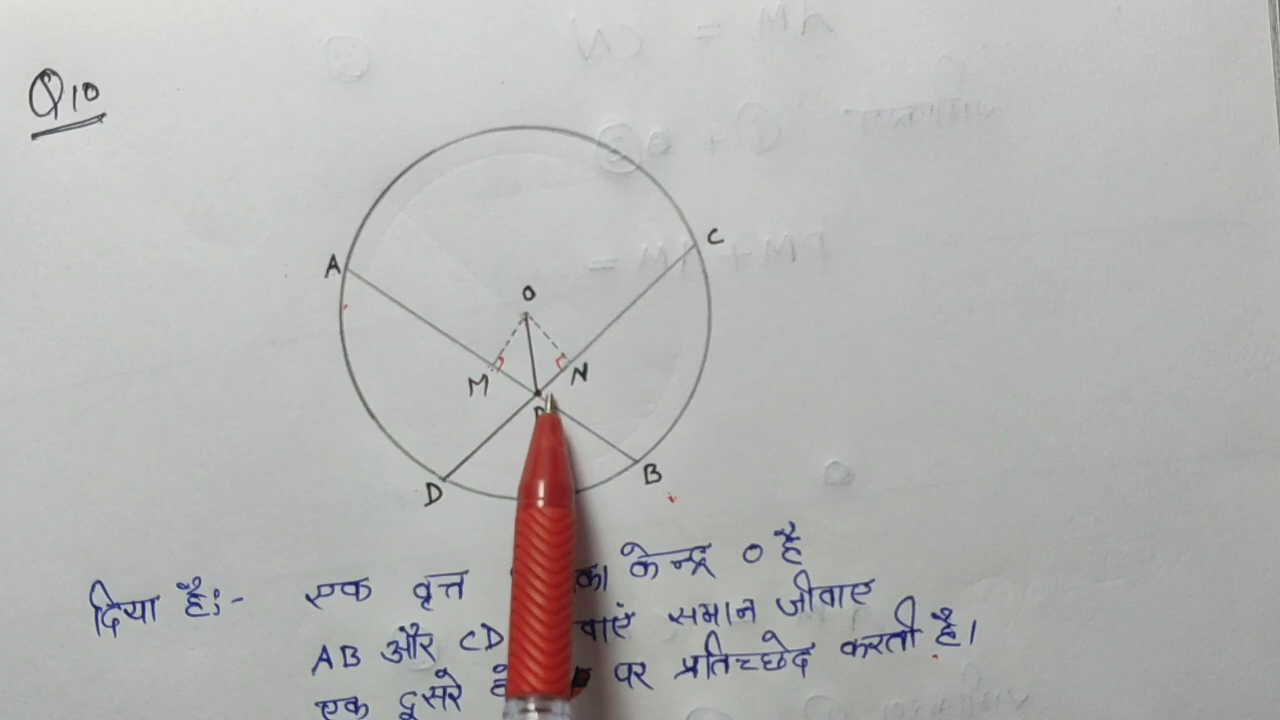 Q10
A
C
O
M
N
D
B
दिया है:- एक वृत्त का केन्द्र O है
AB और CD समान जीवाएं
एक दूसरे पर प्रतिच्छेद करती है।